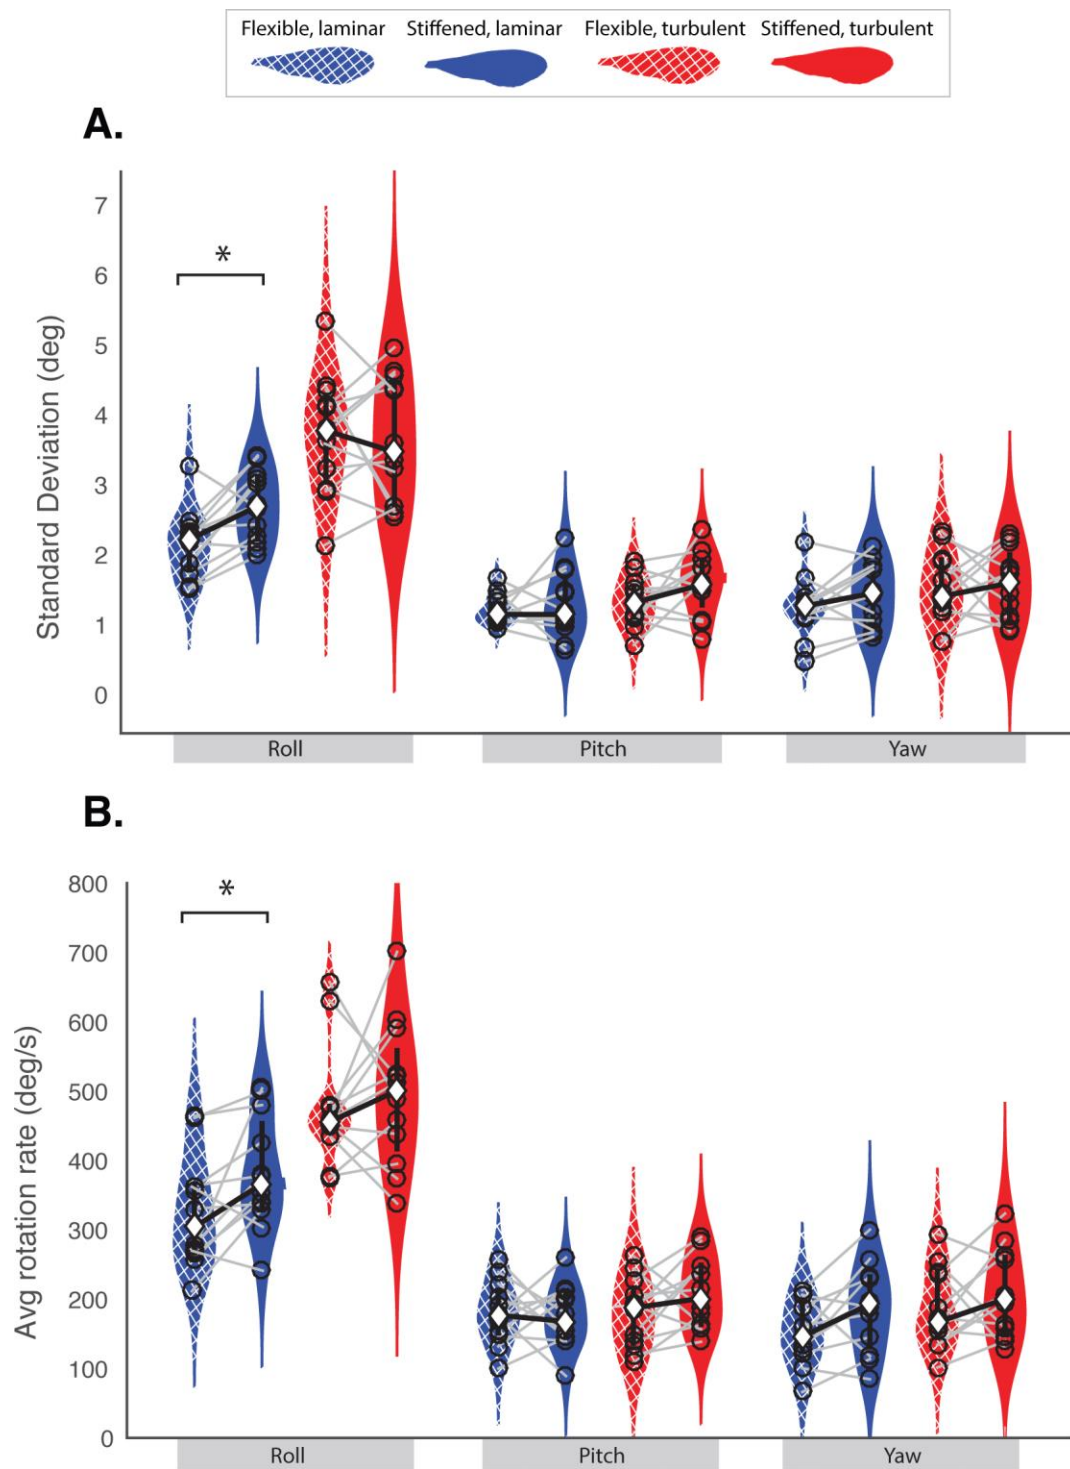 Flexible, laminar Stiffened, laminar Flexible, turbulent Stiffened, turbulent
A.
Standard Deviation (deg)
7
6
5
4
3
2
1
0
*
Roll Pitch Yaw
B.
Avg rotation rate (deg/s)
800
700
600
500
400
300
200
100
0
*
Roll Pitch Yaw